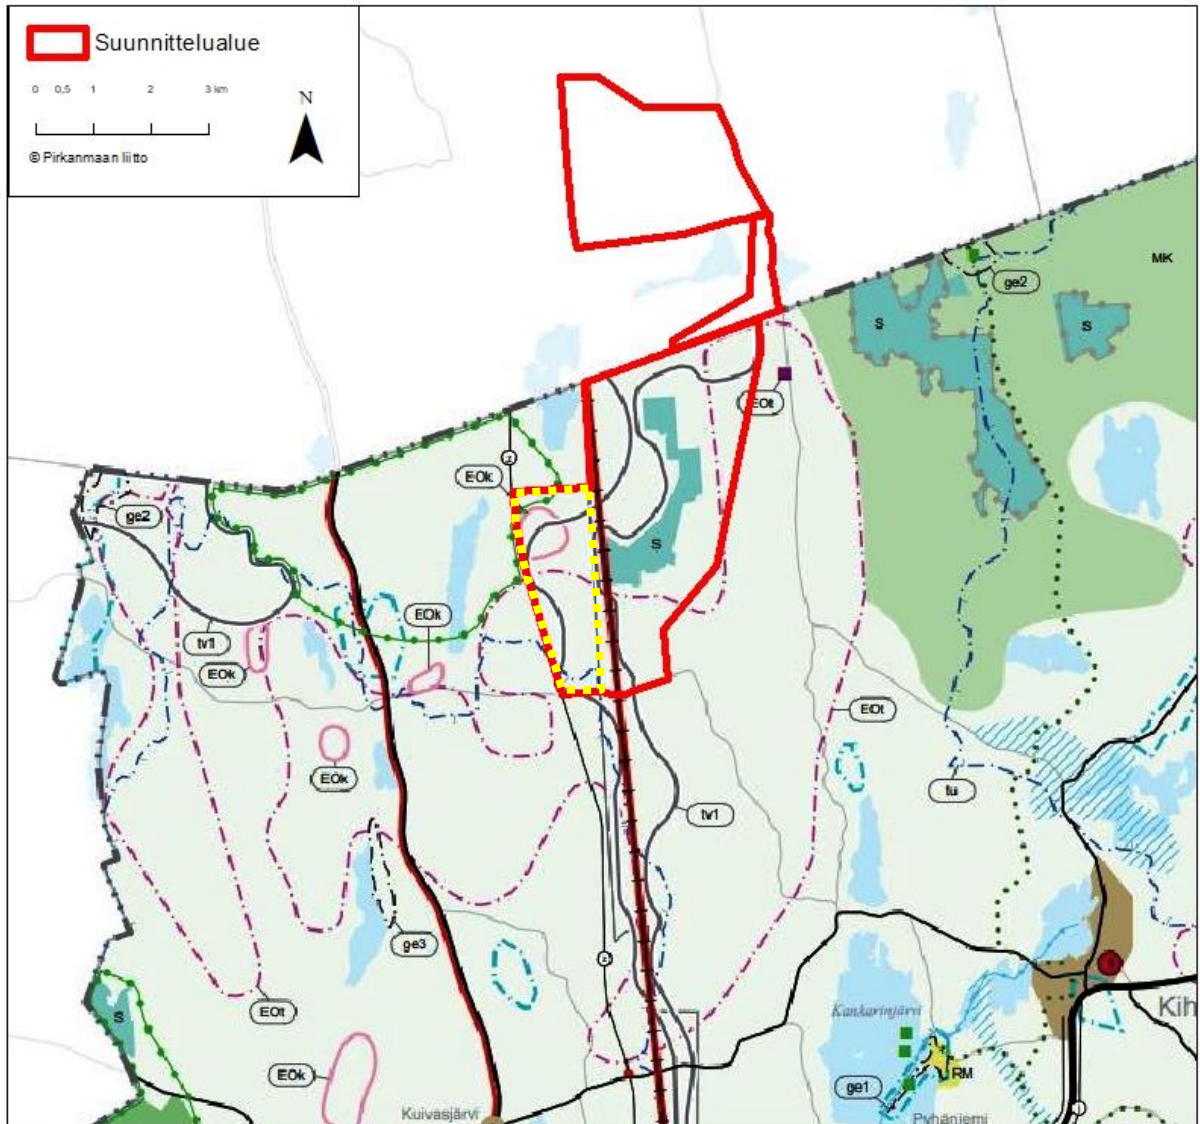 Suunnittelualue
0 0,5 1 2 3 km
N
© Pirkanmaan liitto
MK
ge2
S
S
EOt
z
EOk
ge2
S
EOk
tv1
EOk
EOt
EOk
tu
tv1
ge3
z
EOt
Kankarinjärvi
Kih
S
EOk
ge1
RM
Kuivasjärvi
Pyhäniemi